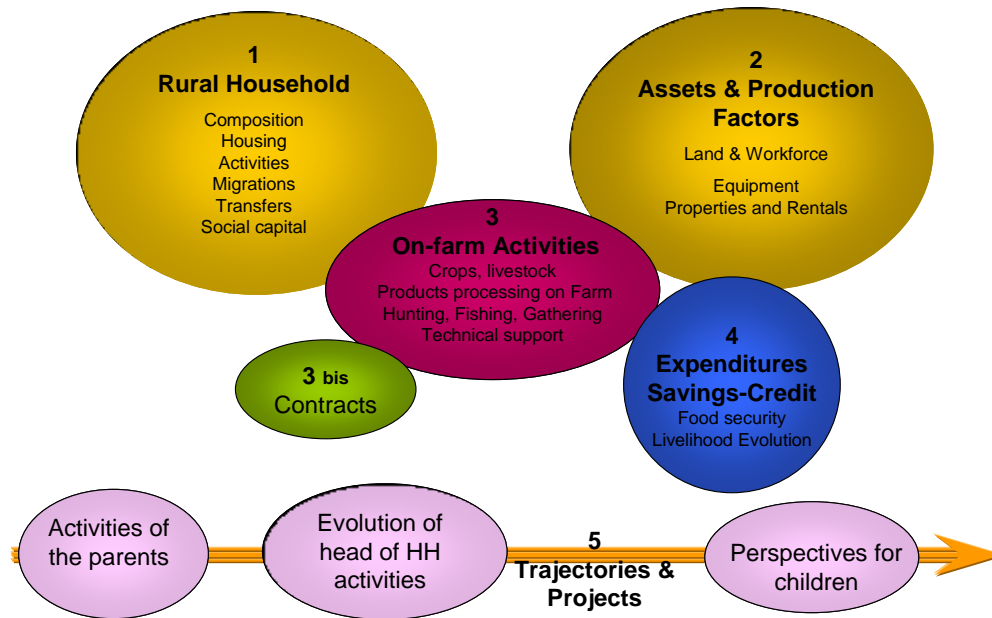 1
Rural Household
Composition
Housing
Activities
Migrations
Transfers
Social capital
2
Assets & Production
Factors
Land & Workforce
Equipment
Properties and Rentals
3
On-farm Activities
Crops, livestock
Products processing on Farm
Hunting, Fishing, Gathering
Technical support
3 bis
Contracts
4
Expenditures
Savings-Credit
Food security
Livelihood Evolution
Activities of
the parents
Evolution of
head of HH
activities
5
Trajectories &
Projects
Perspectives for
children